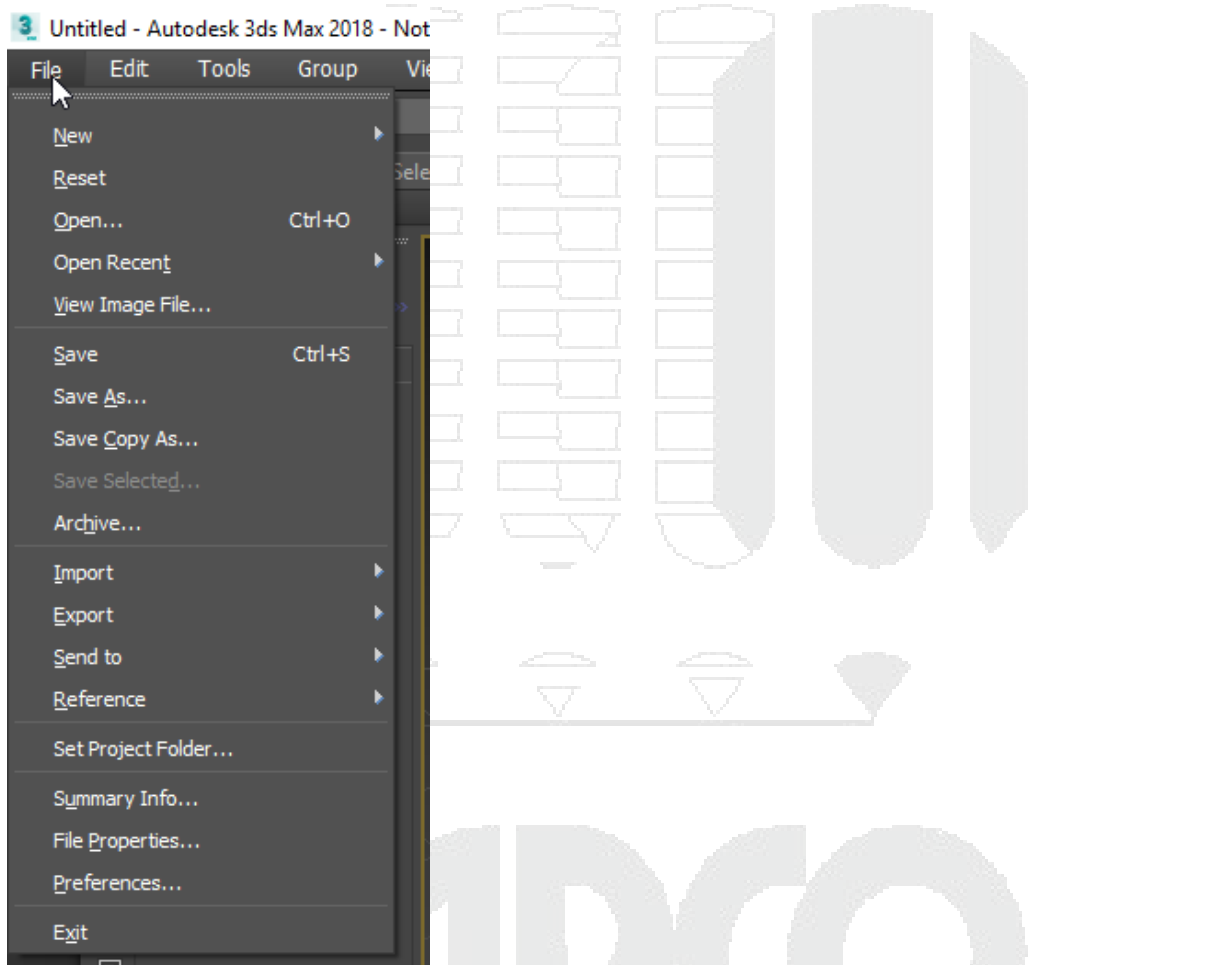 Untitled - Autodesk 3ds Max 2018 - Not
File Edit Tools Group Vie
New
Sele
Reset
Open... Ctrl+O
Open Recent
View Image File...
Save Ctrl+S
Save As...
Save Copy As...
Save Selected...
Archive...
Import
Export
Send to
Reference
Set Project Folder...
Summary Info...
File Properties...
Preferences...
Exit